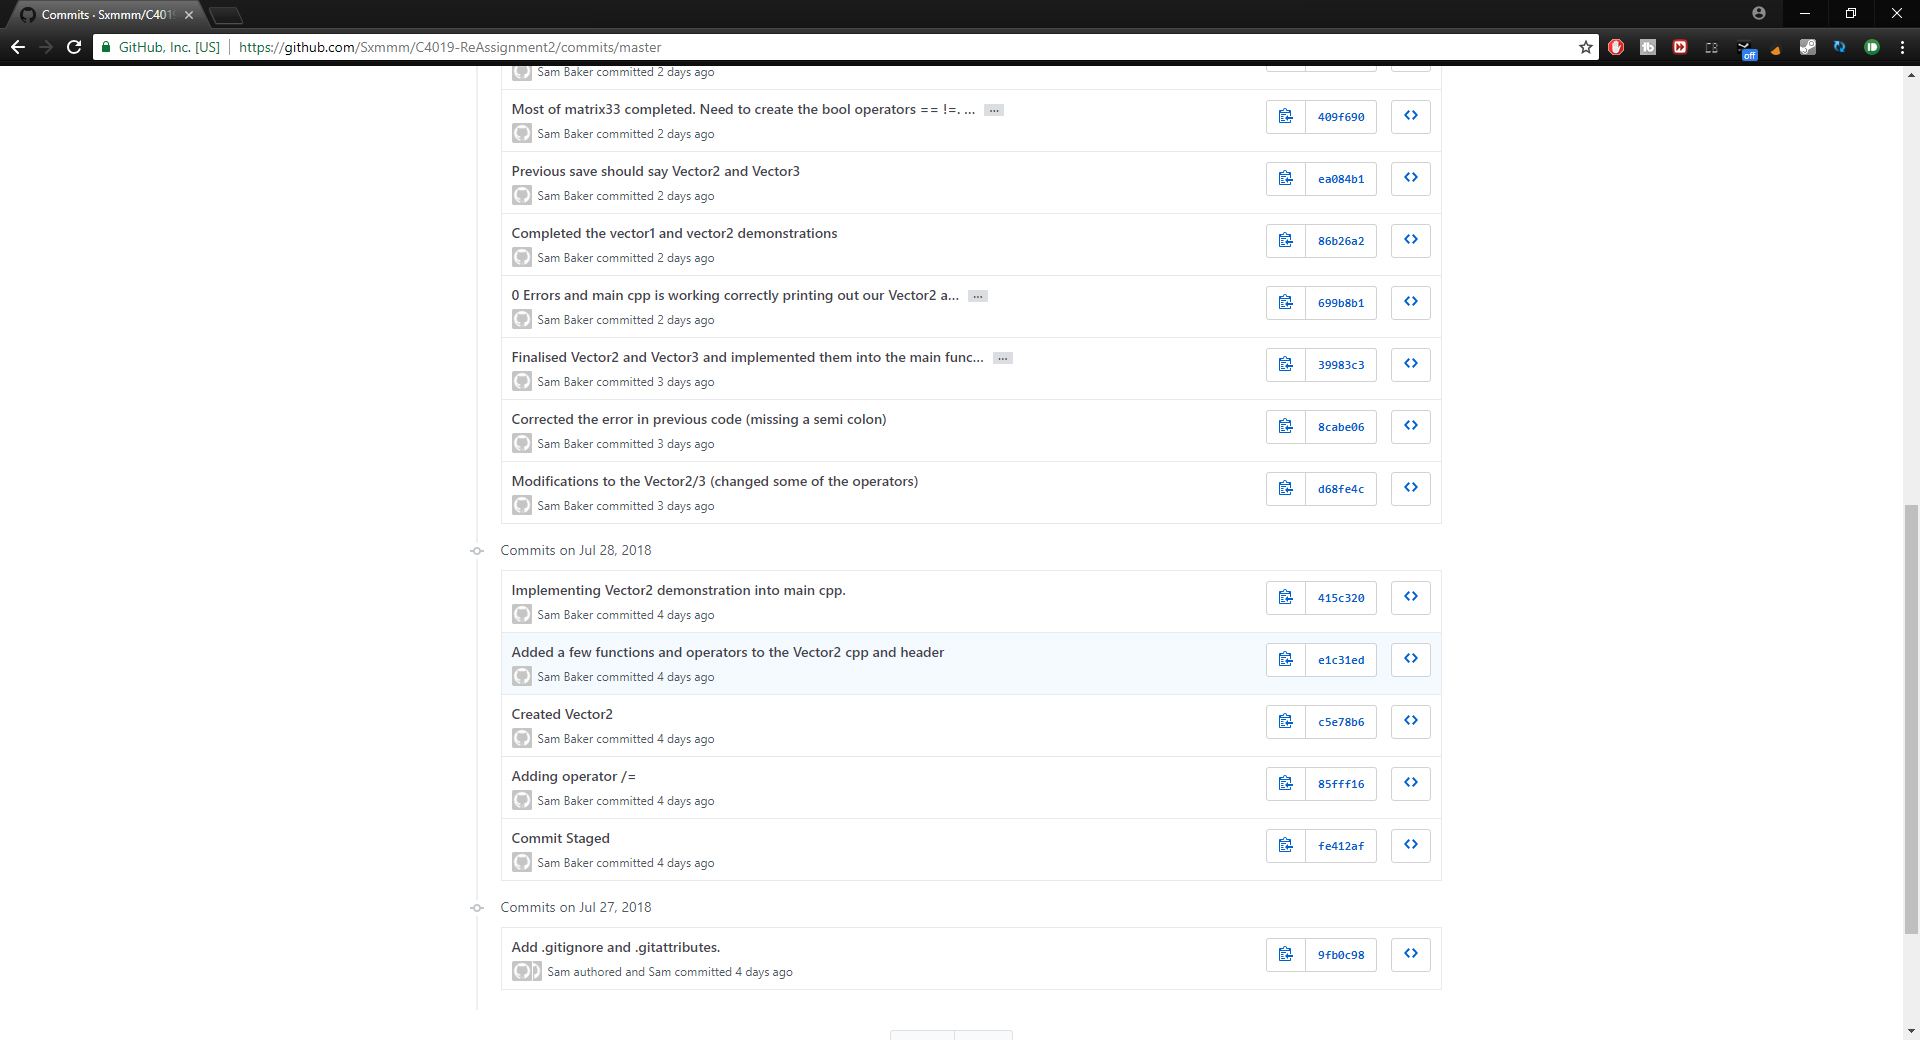 Commits · Sxmmm/C4019
GitHub, Inc. [US] https://github.com/Sxmmm/C4019-ReAssignment2/commits/master
off
Sam Baker committed 2 days ago
Most of matrix33 completed. Need to create the bool operators == !=. ... …
409f690
Sam Baker committed 2 days ago
Previous save should say Vector2 and Vector3
ea084b1
Sam Baker committed 2 days ago
Completed the vector1 and vector2 demonstrations
86b26a2
Sam Baker committed 2 days ago
0 Errors and main cpp is working correctly printing out our Vector2 a... …
699b8b1
Sam Baker committed 2 days ago
Finalised Vector2 and Vector3 and implemented them into the main func... …
39983c3
Sam Baker committed 3 days ago
Corrected the error in previous code (missing a semi colon)
8cabe06
Sam Baker committed 3 days ago
Modifications to the Vector2/3 (changed some of the operators)
d68fe4c
Sam Baker committed 3 days ago
Commits on Jul 28, 2018
Implementing Vector2 demonstration into main cpp.
415c320
Sam Baker committed 4 days ago
Added a few functions and operators to the Vector2 cpp and header
e1c31ed
Sam Baker committed 4 days ago
Created Vector2
c5e78b6
Sam Baker committed 4 days ago
Adding operator /=
85fff16
Sam Baker committed 4 days ago
Commit Staged
fe412af
Sam Baker committed 4 days ago
Commits on Jul 27, 2018
Add .gitignore and .gitattributes.
9fb0c98
Sam authored and Sam committed 4 days ago